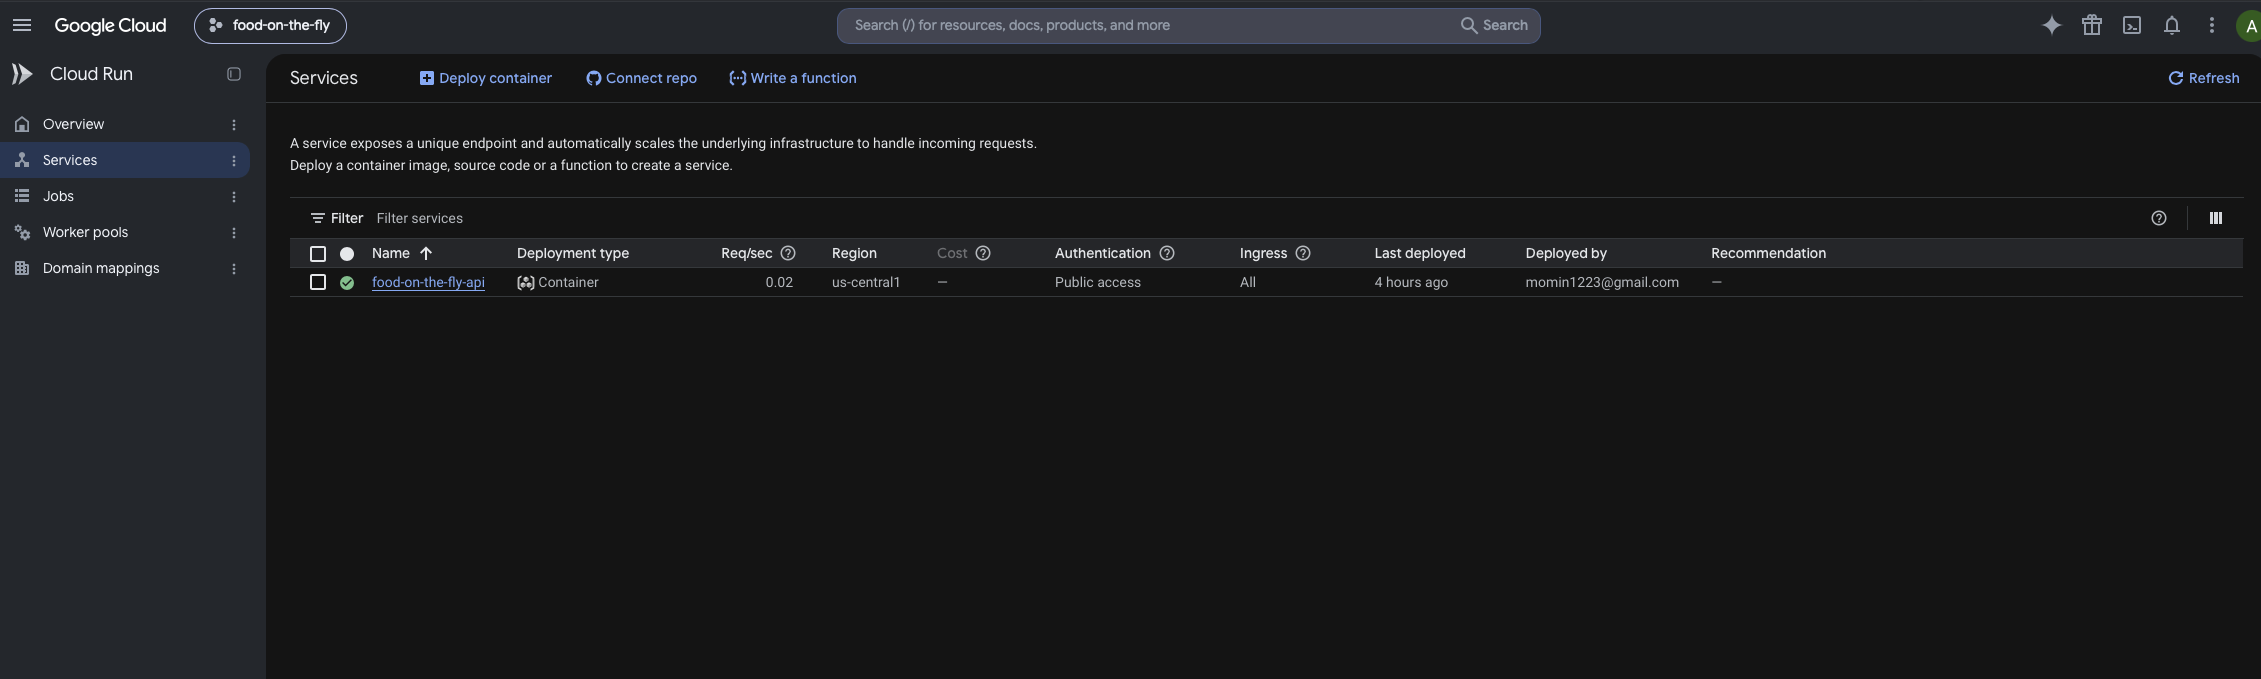 Google Cloud
food-on-the-fly
Search (/) for resources, docs, products, and more
Search
A
Cloud Run
Overview
Services
Jobs
Worker pools
Domain mappings
Services
Deploy container
Connect repo
Write a function
Refresh
A service exposes a unique endpoint and automatically scales the underlying infrastructure to handle incoming requests.
Deploy a container image, source code or a function to create a service.
Filter Filter services
Name Deployment type Req/sec Region Cost Authentication Ingress Last deployed Deployed by Recommendation
food-on-the-fly-api Container 0.02 us-central1 — Public access All 4 hours ago momin1223@gmail.com —